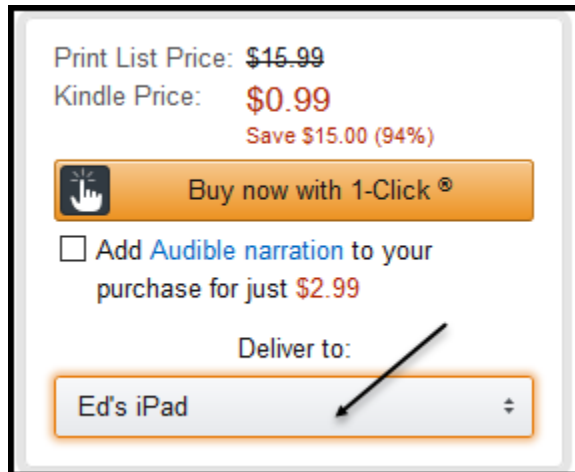 Print List Price: $15.99
Kindle Price: $0.99
Save $15.00 (94%)
Buy now with 1-Click ®
Add Audible narration to your
purchase for just $2.99
Deliver to:
Ed's iPad